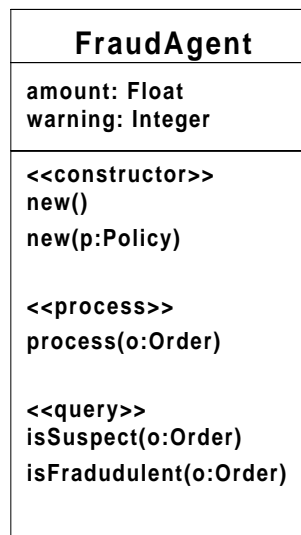 FraudAgent
amount: Float
warning: Integer
<<constructor>>
new()
new(p:Policy)
<<process>>
process(o:Order)
<<query>>
isSuspect(o:Order)
isFradudulent(o:Order)